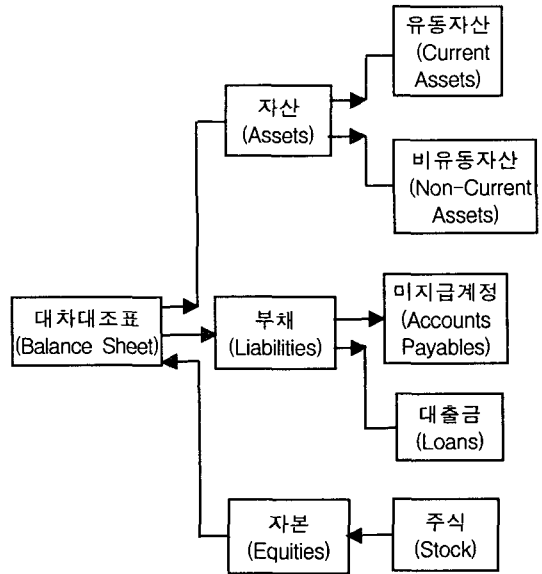 유동자산
(Current
Assets)
자산
(Assets)
비유동자산
(Non-Current
Assets)
대차대조표
(Balance Sheet)
부채
(Liabilities)
미지급계정
(Accounts
Payables)
대출금
(Loans)
자본
(Equities)
주식
(Stock)